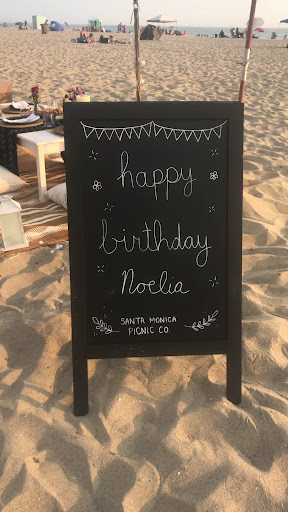 happy
birthday
Noelia
SANTA MONICA
PICNIC CO.